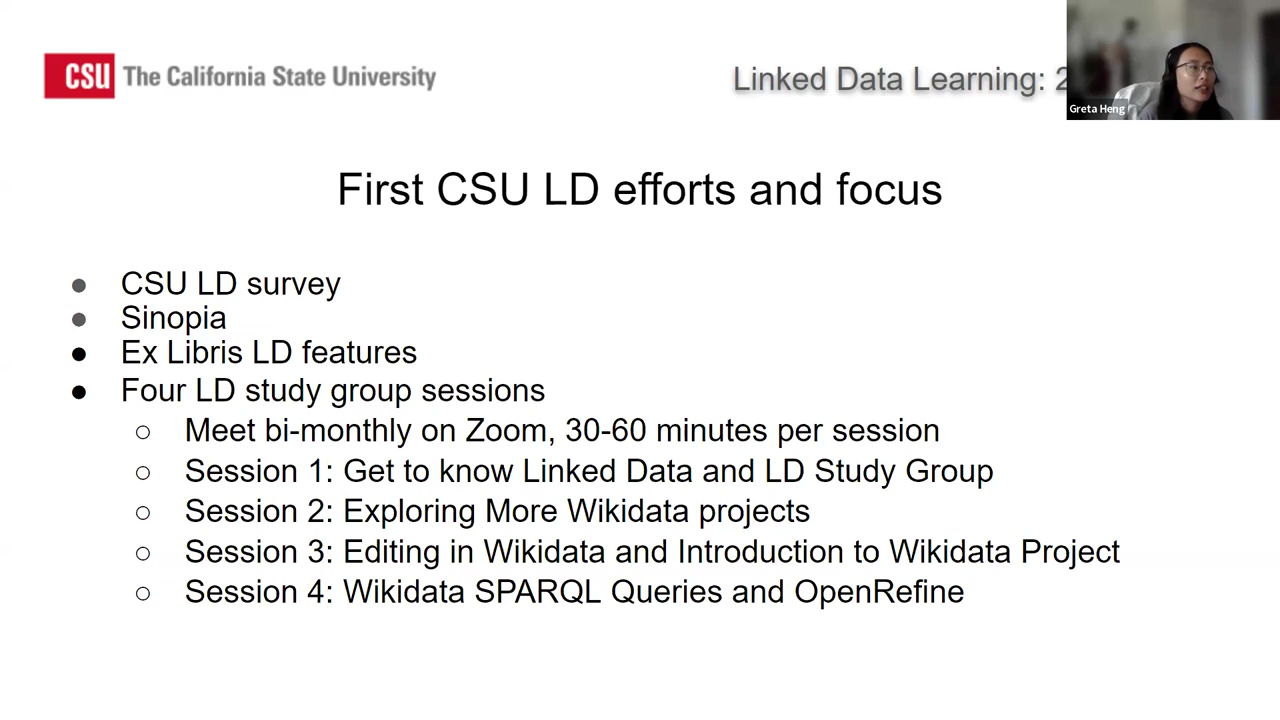 CSU The California State University
Linked Data Learning: 2
Greta Heng
First CSU LD efforts and focus
● CSU LD survey
● Sinopia
● Ex Libris LD features
● Four LD study group sessions
○ Meet bi-monthly on Zoom, 30-60 minutes per session
○ Session 1: Get to know Linked Data and LD Study Group
○ Session 2: Exploring More Wikidata projects
○ Session 3: Editing in Wikidata and Introduction to Wikidata Project
○ Session 4: Wikidata SPARQL Queries and OpenRefine